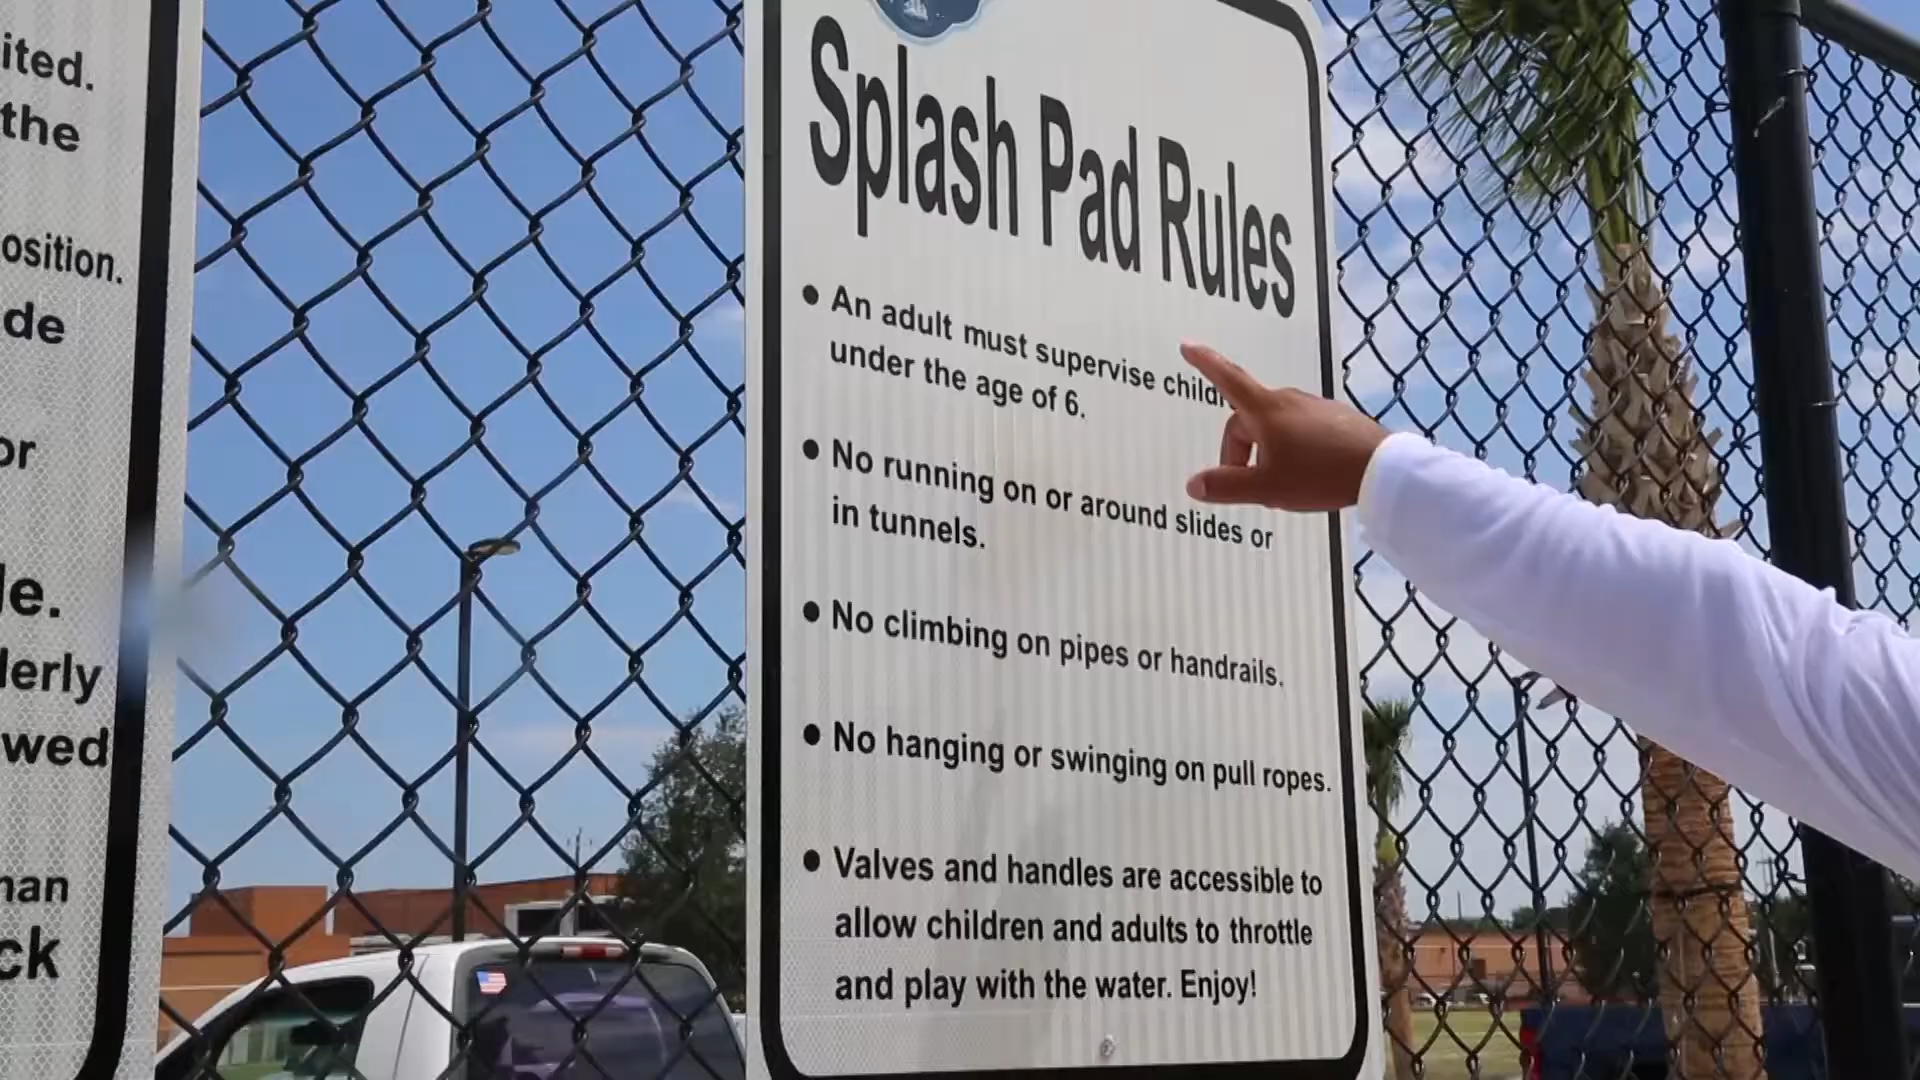 ited.
the
osition.
de
or
le.
lerly
wed
han
ck
Splash Pad Rules
• An adult must supervise child
under the age of 6.
• No running on or around slides or
in tunnels.
• No climbing on pipes or handrails.
• No hanging or swinging on pull ropes.
• Valves and handles are accessible to
allow children and adults to throttle
and play with the water. Enjoy!